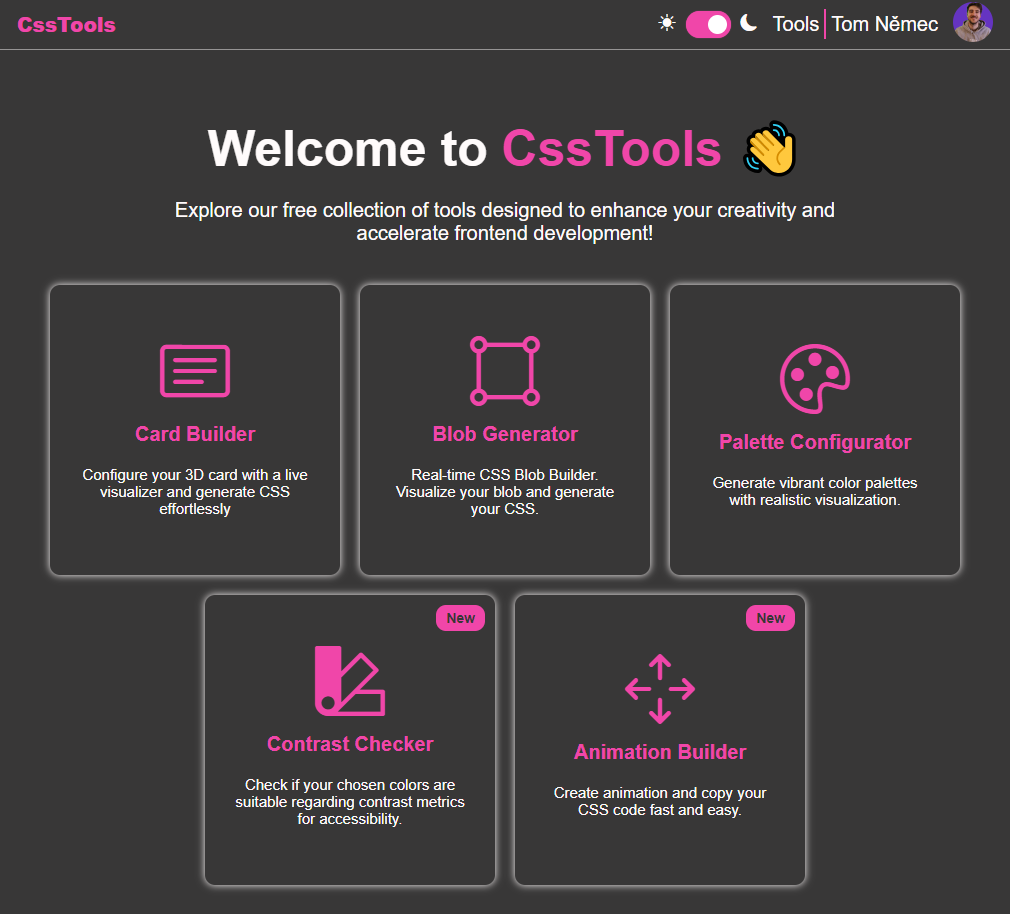 CssTools
Tools
Tom Němec
Welcome to CssTools 👋
Explore our free collection of tools designed to enhance your creativity and
accelerate frontend development!
Card Builder
Configure your 3D card with a live
visualizer and generate CSS
effortlessly
Blob Generator
Real-time CSS Blob Builder.
Visualize your blob and generate
your CSS.
Palette Configurator
Generate vibrant color palettes
with realistic visualization.
New
Contrast Checker
Check if your chosen colors are
suitable regarding contrast metrics
for accessibility.
New
Animation Builder
Create animation and copy your
CSS code fast and easy.